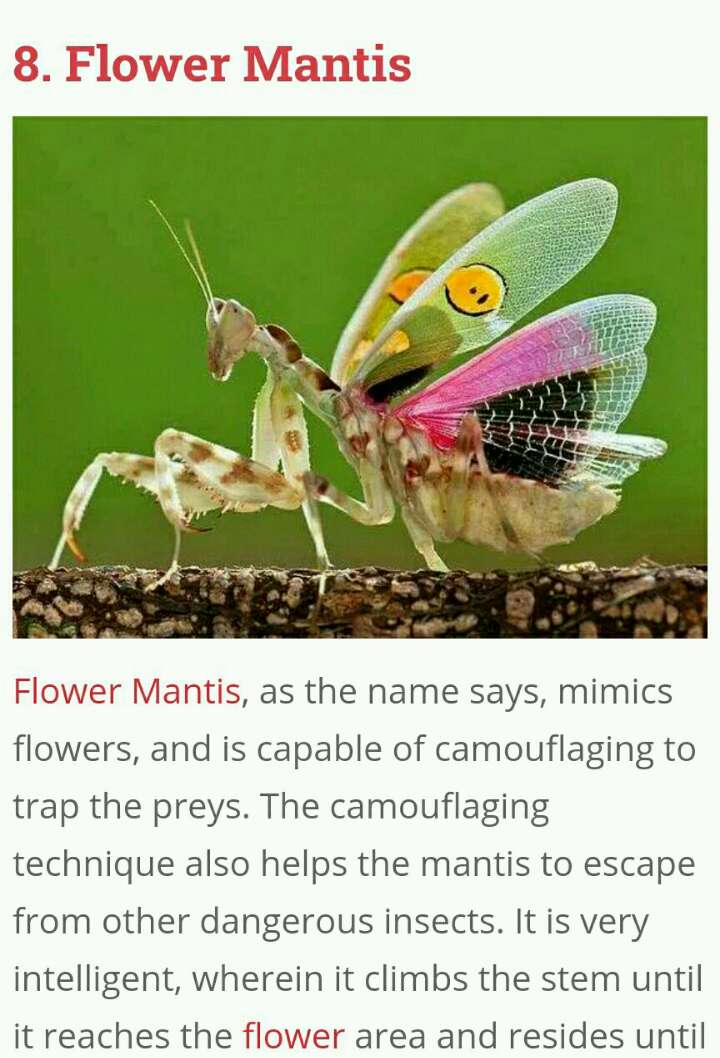 8. Flower Mantis
Flower Mantis, as the name says, mimics
flowers, and is capable of camouflaging to
trap the preys. The camouflaging
technique also helps the mantis to escape
from other dangerous insects. It is very
intelligent, wherein it climbs the stem until
it reaches the flower area and resides until